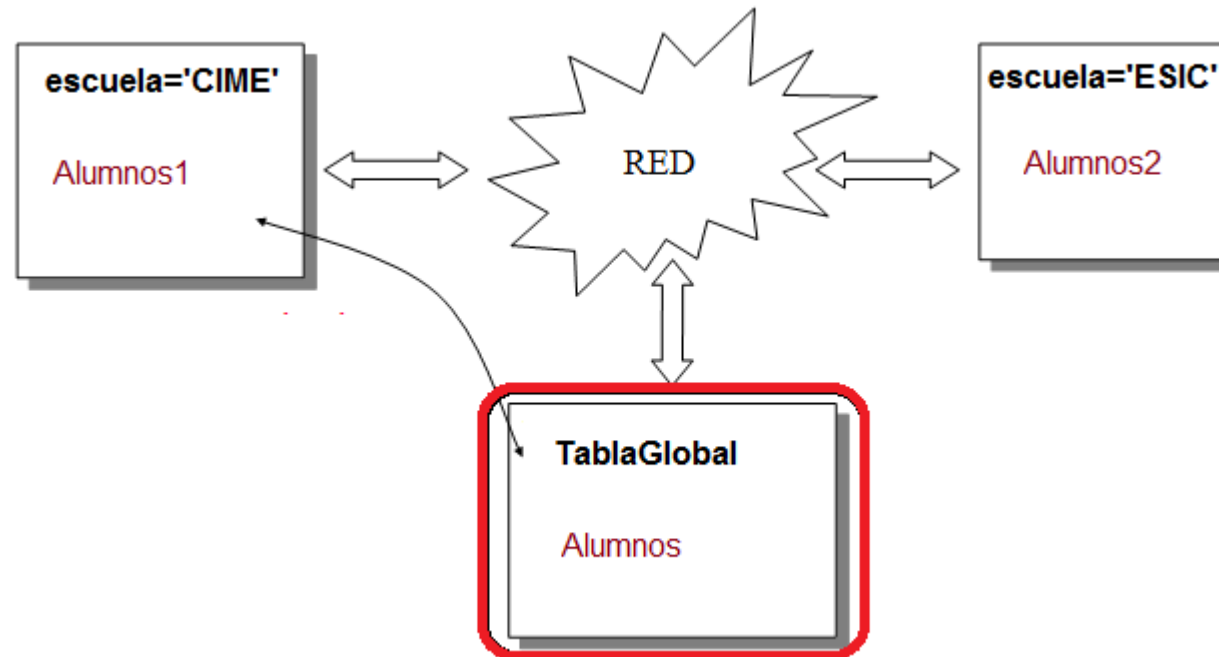 escuela='CIME'
Alumnos1
RED
escuela='ESIC'
Alumnos2
TablaGlobal
Alumnos